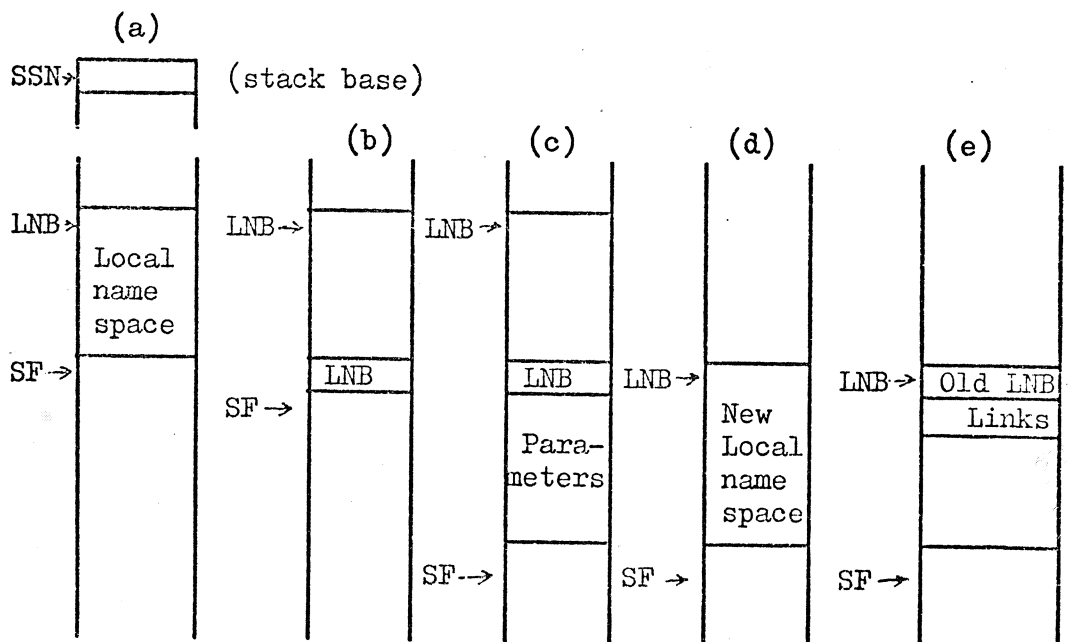 (a)
SSN (stack base)
(b) (c) (d) (e)
LNB LNB LNB
Local
name
space
SF LNB LNB LNB LNB Old LNB
SF New Links
Para- Local
meters name
space
SF SF SF